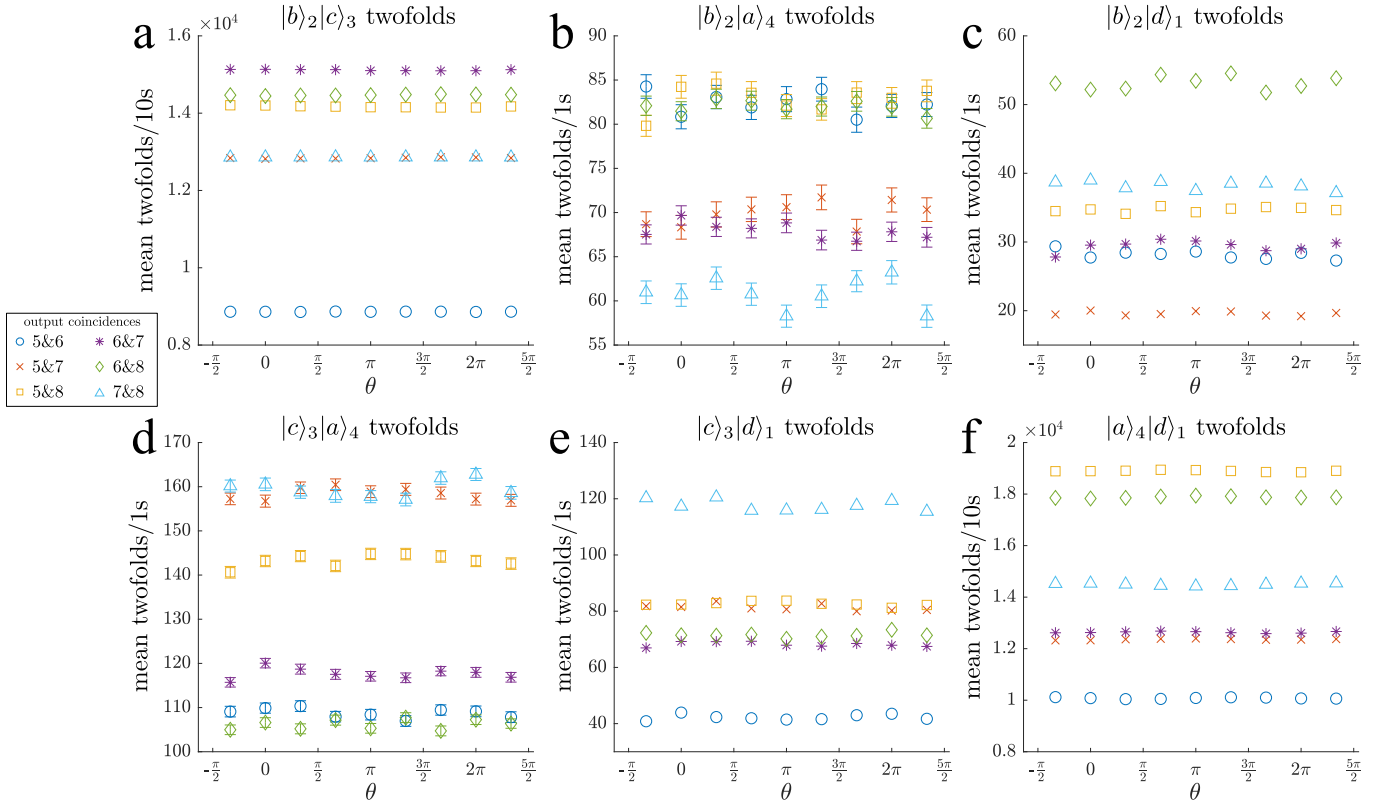 a
|b⟩₂|c⟩₃ twofolds
×10⁴
1.6
1.4
1.2
1
0.8
mean twofolds/10s
-π/2 0 π/2 π 3π/2 2π 5π/2
θ
b
|b⟩₂|a⟩₄ twofolds
90
85
80
75
70
65
60
55
mean twofolds/1s
-π/2 0 π/2 π 3π/2 2π 5π/2
θ
c
|b⟩₂|d⟩₁ twofolds
60
50
40
30
20
mean twofolds/1s
-π/2 0 π/2 π 3π/2 2π 5π/2
θ
output coincidences
5&6 6&7
5&7 6&8
5&8 7&8
d
|c⟩₃|a⟩₄ twofolds
170
160
150
140
130
120
110
100
mean twofolds/1s
-π/2 0 π/2 π 3π/2 2π 5π/2
θ
e
|c⟩₃|d⟩₁ twofolds
140
120
100
80
60
40
mean twofolds/1s
-π/2 0 π/2 π 3π/2 2π 5π/2
θ
f
|a⟩₄|d⟩₁ twofolds
×10⁴
2
1.8
1.6
1.4
1.2
1
0.8
mean twofolds/10s
-π/2 0 π/2 π 3π/2 2π 5π/2
θ